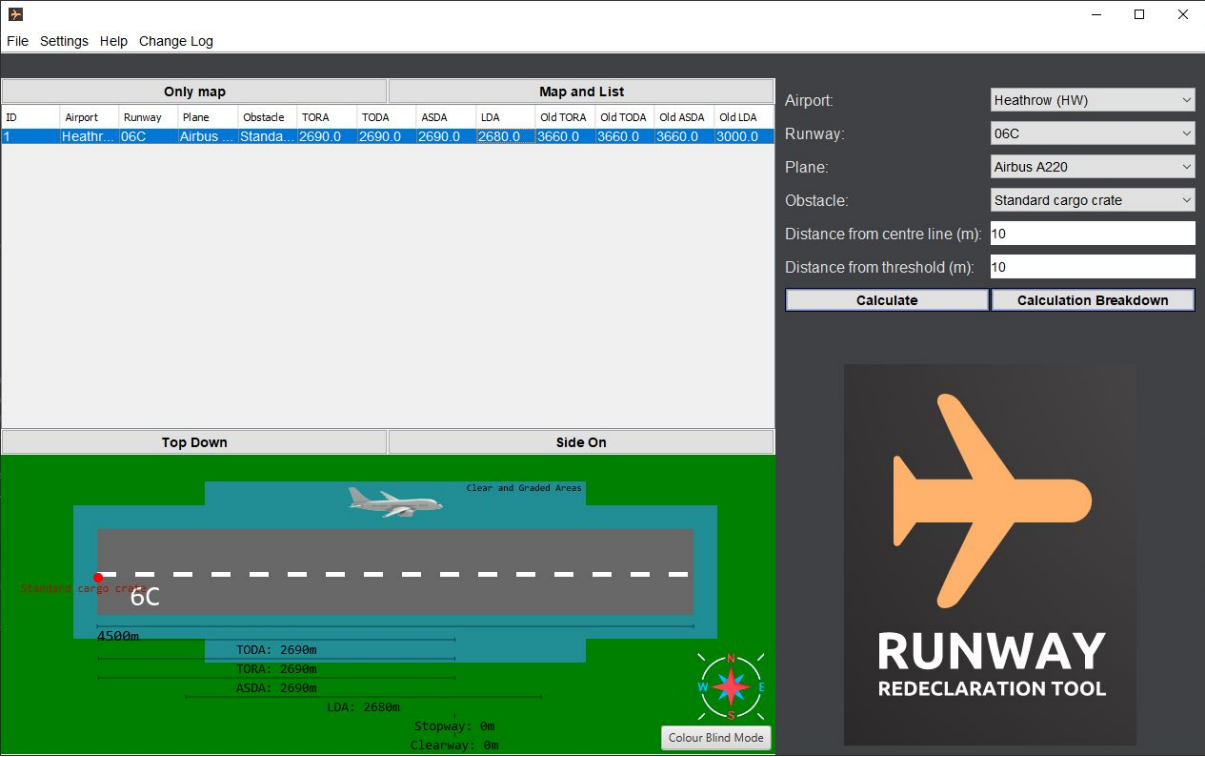 File Settings Help Change Log
Only map Map and List
ID Airport Runway Plane Obstacle TORA TODA ASDA LDA Old TORA Old TODA Old ASDA Old LDA
1 Heathr... 06C Airbus ... Standa... 2690.0 2690.0 2690.0 2680.0 3660.0 3660.0 3660.0 3000.0
Airport: Heathrow (HW)
Runway: 06C
Plane: Airbus A220
Obstacle: Standard cargo crate
Distance from centre line (m): 10
Distance from threshold (m): 10
Calculate Calculation Breakdown
Top Down Side On
Clear and Graded Areas
Standard cargo crate
6C
4500m
TODA: 2690m
TORA: 2690m
ASDA: 2690m
LDA: 2680m
Stopway: 0m
Clearway: 0m
N
W E
S
Colour Blind Mode
RUNWAY
REDECLARATION TOOL